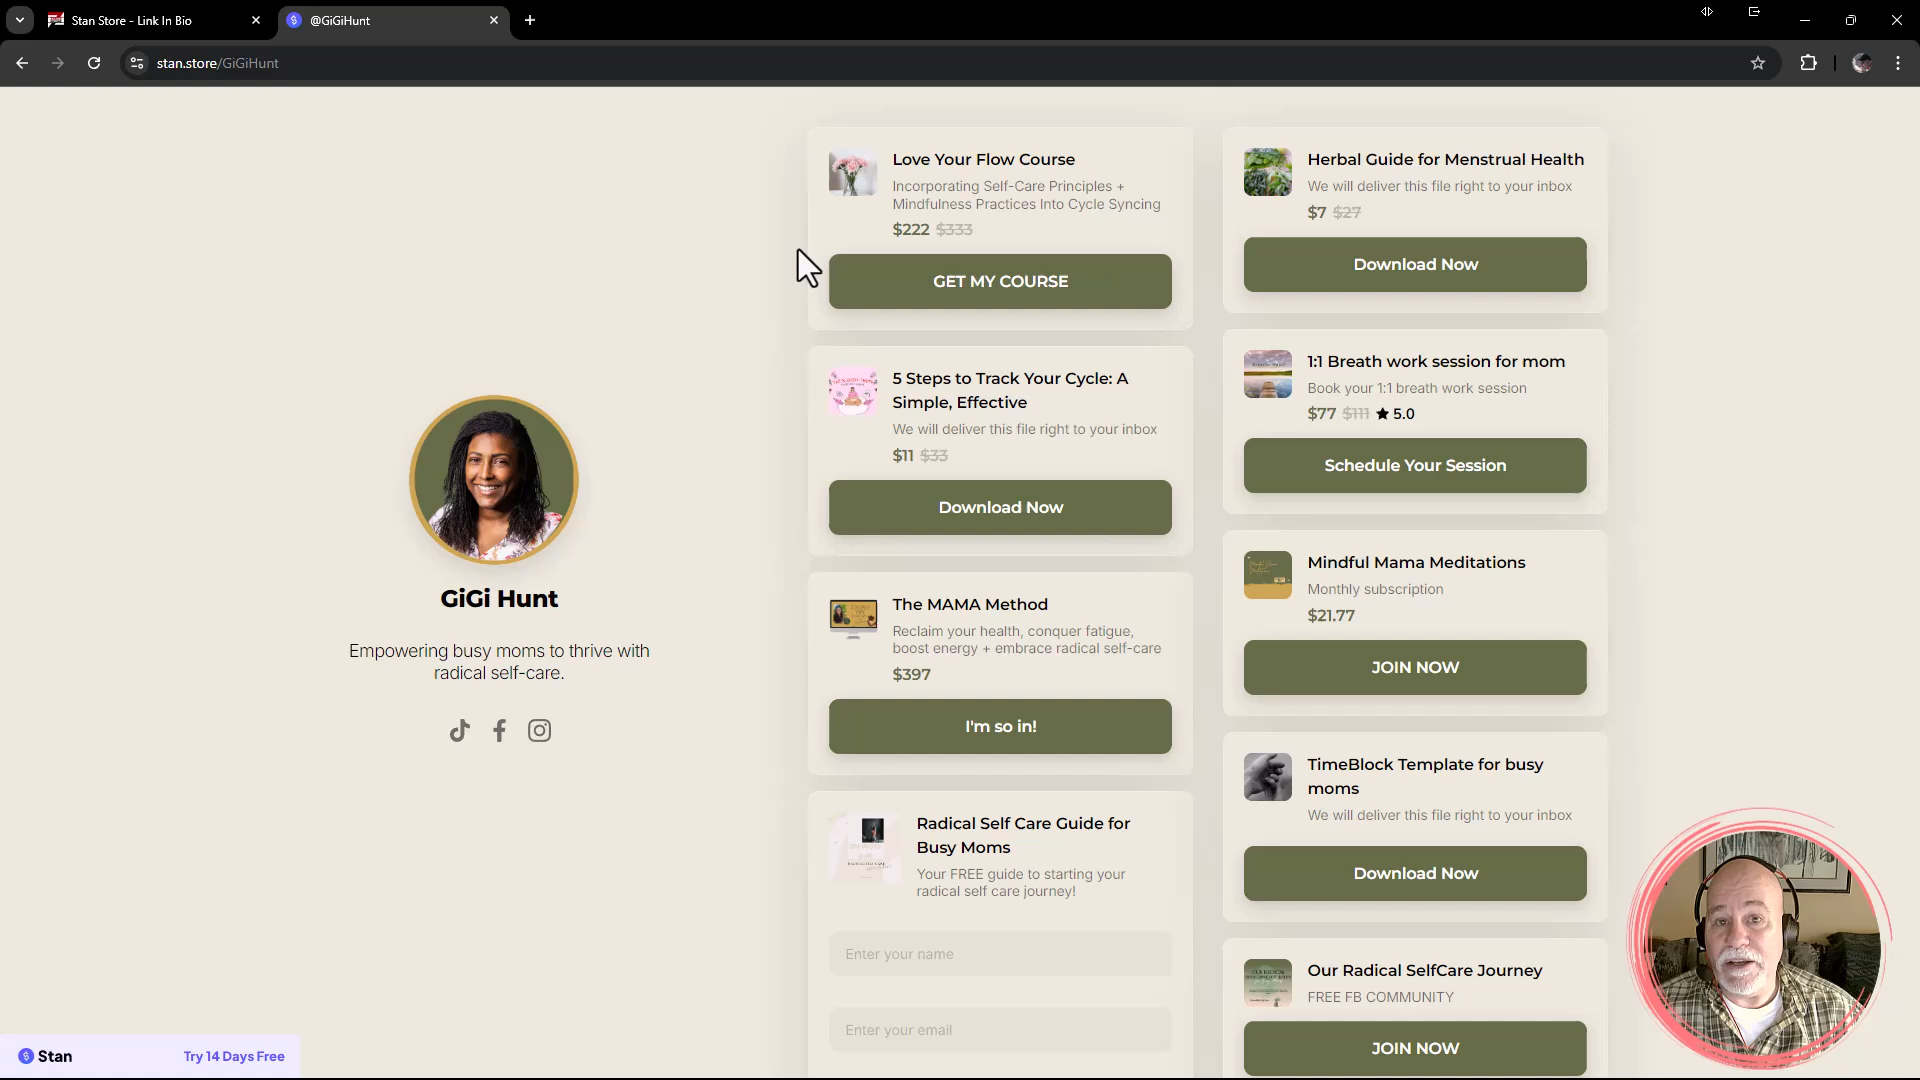 Stan Store - Link In Bio
@GiGiHunt
stan.store/GiGiHunt
GiGi Hunt
Empowering busy moms to thrive with
radical self-care.
Love Your Flow Course
Incorporating Self-Care Principles +
Mindfulness Practices Into Cycle Syncing
$222 $333
GET MY COURSE
5 Steps to Track Your Cycle: A
Simple, Effective
We will deliver this file right to your inbox
$11 $33
Download Now
The MAMA Method
Reclaim your health, conquer fatigue,
boost energy + embrace radical self-care
$397
I'm so in!
Radical Self Care Guide for
Busy Moms
Your FREE guide to starting your
radical self care journey!
Enter your name
Enter your email
Herbal Guide for Menstrual Health
We will deliver this file right to your inbox
$7 $27
Download Now
1:1 Breath work session for mom
Book your 1:1 breath work session
$77 $111 ★ 5.0
Schedule Your Session
Mindful Mama Meditations
Monthly subscription
$21.77
JOIN NOW
TimeBlock Template for busy
moms
We will deliver this file right to your inbox
Download Now
Our Radical SelfCare Journey
FREE FB COMMUNITY
JOIN NOW
Stan
Try 14 Days Free